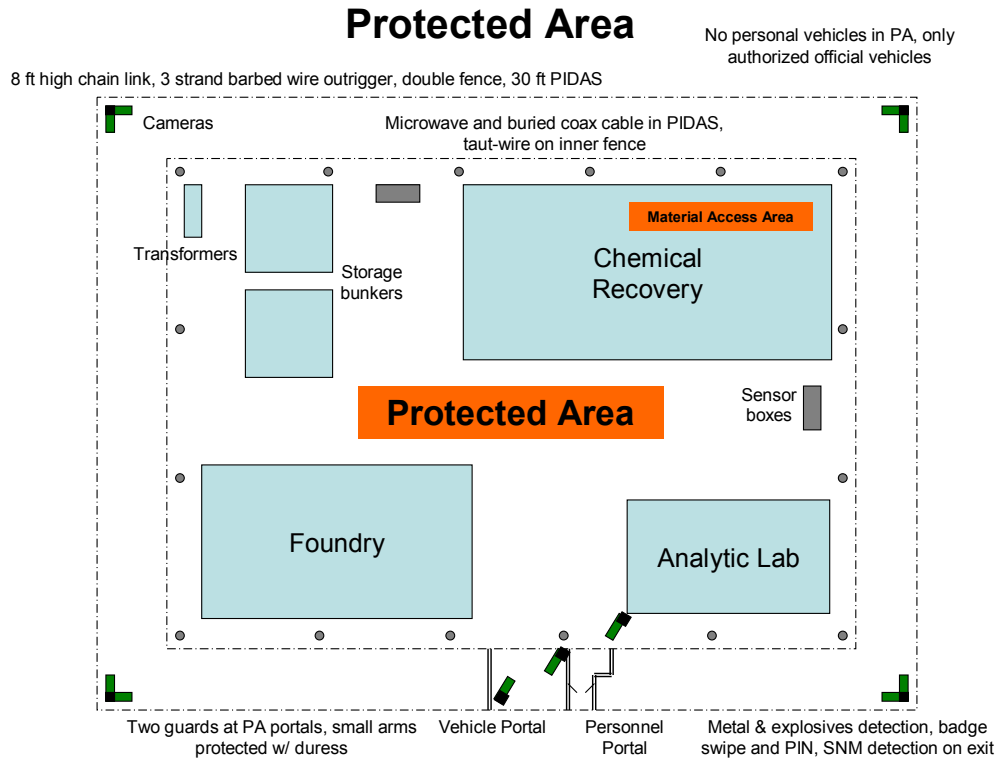 Protected Area
No personal vehicles in PA, only
authorized official vehicles
8 ft high chain link, 3 strand barbed wire outrigger, double fence, 30 ft PIDAS
Cameras
Microwave and buried coax cable in PIDAS,
taut-wire on inner fence
Material Access Area
Transformers
Storage
bunkers
Chemical
Recovery
Protected Area
Sensor
boxes
Foundry
Analytic Lab
Two guards at PA portals, small arms
protected w/ duress
Vehicle Portal
Personnel
Portal
Metal & explosives detection, badge
swipe and PIN, SNM detection on exit